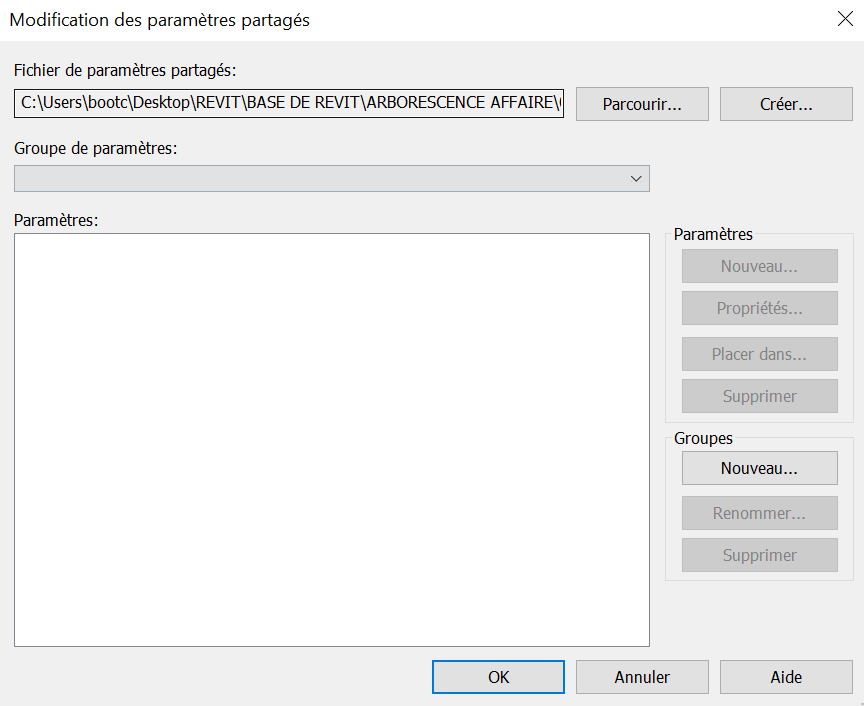 Modification des paramètres partagés
Fichier de paramètres partagés:
C:\Users\bootc\Desktop\REVIT\BASE DE REVIT\ARBORESCENCE AFFAIRE\
Parcourir...
Créer...
Groupe de paramètres:
Paramètres:
Paramètres
Nouveau...
Propriétés...
Placer dans...
Supprimer
Groupes
Nouveau...
Renommer...
Supprimer
OK
Annuler
Aide